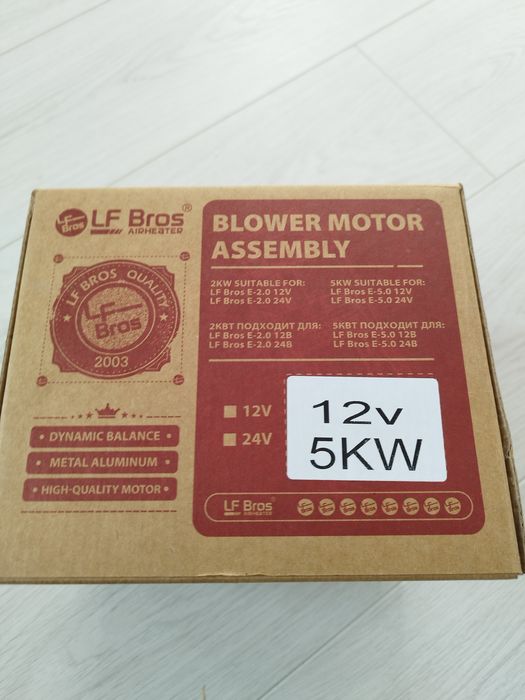 LF Bros®
AIRHEATER
LF BROS QUALITY
LF Bros
2003
DYNAMIC BALANCE
METAL ALUMINUM
HIGH-QUALITY MOTOR
BLOWER MOTOR
ASSEMBLY
2KW SUITABLE FOR:
LF Bros E-2.0 12V
LF Bros E-2.0 24V
5KW SUITABLE FOR:
LF Bros E-5.0 12V
LF Bros E-5.0 24V
2КВТ ПОДХОДИТ ДЛЯ:
LF Bros E-2.0 12В
LF Bros E-2.0 24В
5КВТ ПОДХОДИТ ДЛЯ:
LF Bros E-5.0 12В
LF Bros E-5.0 24В
12V
24V
12v
5KW
LF Bros
AIRHEATER